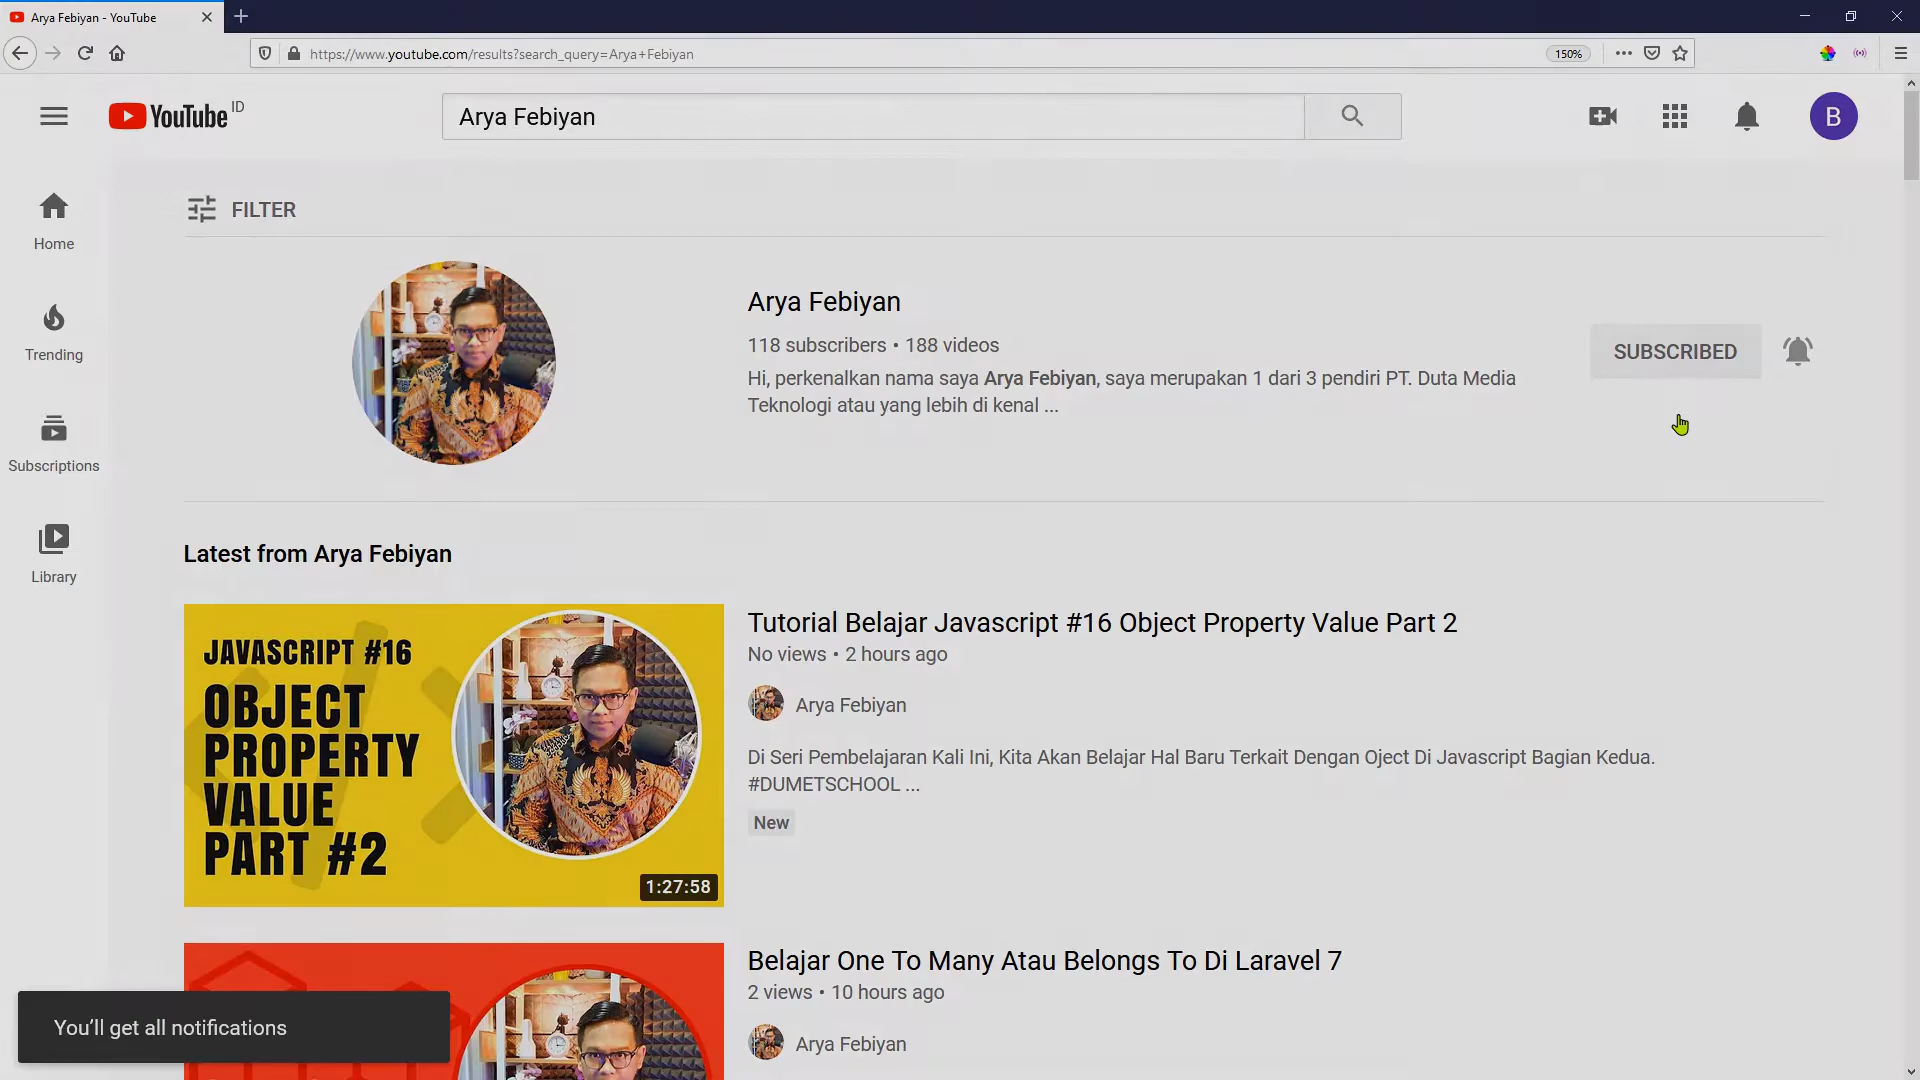 Arya Febiyan - YouTube
https://www.youtube.com/results?search_query=Arya+Febiyan
150%
YouTube ID
Arya Febiyan
B
Home
Trending
Subscriptions
Library
FILTER
Arya Febiyan
118 subscribers • 188 videos
Hi, perkenalkan nama saya Arya Febiyan, saya merupakan 1 dari 3 pendiri PT. Duta Media
Teknologi atau yang lebih di kenal ...
SUBSCRIBED
Latest from Arya Febiyan
JAVASCRIPT #16
OBJECT
PROPERTY
VALUE
PART #2
1:27:58
Tutorial Belajar Javascript #16 Object Property Value Part 2
No views • 2 hours ago
Arya Febiyan
Di Seri Pembelajaran Kali Ini, Kita Akan Belajar Hal Baru Terkait Dengan Oject Di Javascript Bagian Kedua.
#DUMETSCHOOL ...
New
Belajar One To Many Atau Belongs To Di Laravel 7
2 views • 10 hours ago
Arya Febiyan
You’ll get all notifications